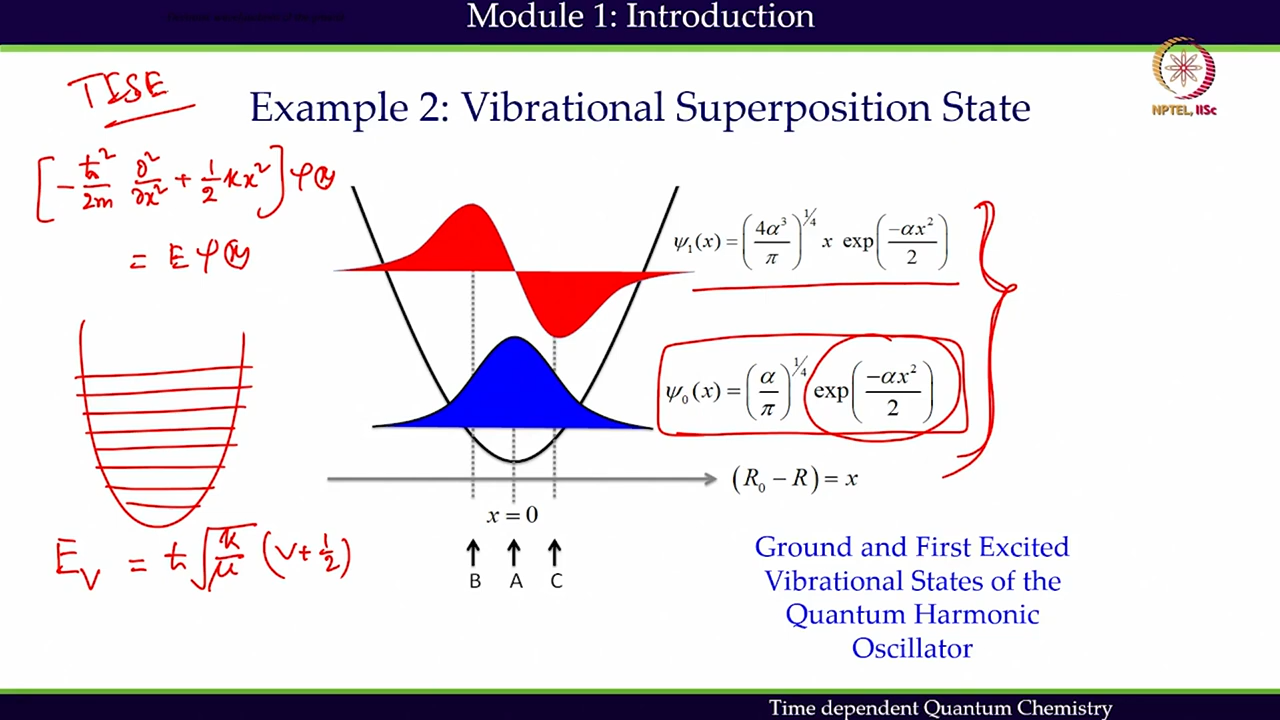 Module 1: Introduction
NPTEL, IISc
TISE
Example 2: Vibrational Superposition State
[-ħ²/2m ∂²/∂x² + 1/2 kx²] φ(x)
= E φ(x)
ψ₁(x) = (4α³/π)^¼ x exp(-αx²/2)
ψ₀(x) = (α/π)^¼ exp(-αx²/2)
(R₀ – R) = x
x = 0
B A C
E_v = ħ √(k/μ) (v + 1/2)
Ground and First Excited
Vibrational States of the
Quantum Harmonic
Oscillator
Time dependent Quantum Chemistry